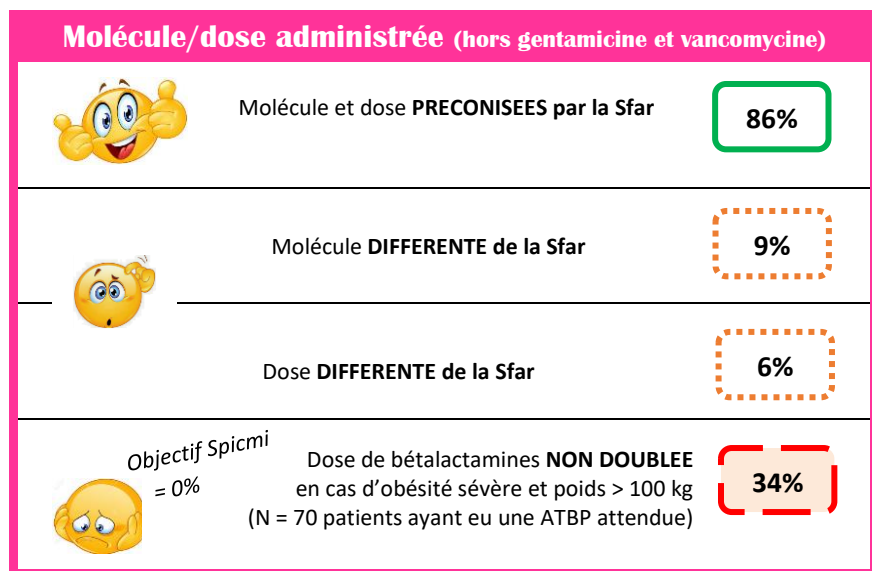 Molécule/dose administrée (hors gentamicine et vancomycine)
Molécule et dose PRECONISEES par la Sfar
86%
Molécule DIFFERENTE de la Sfar
9%
Dose DIFFERENTE de la Sfar
6%
Objectif Spicmi
= 0%
Dose de bétalactamines NON DOUBLEE
en cas d'obésité sévère et poids > 100 kg
(N = 70 patients ayant eu une ATBP attendue)
34%